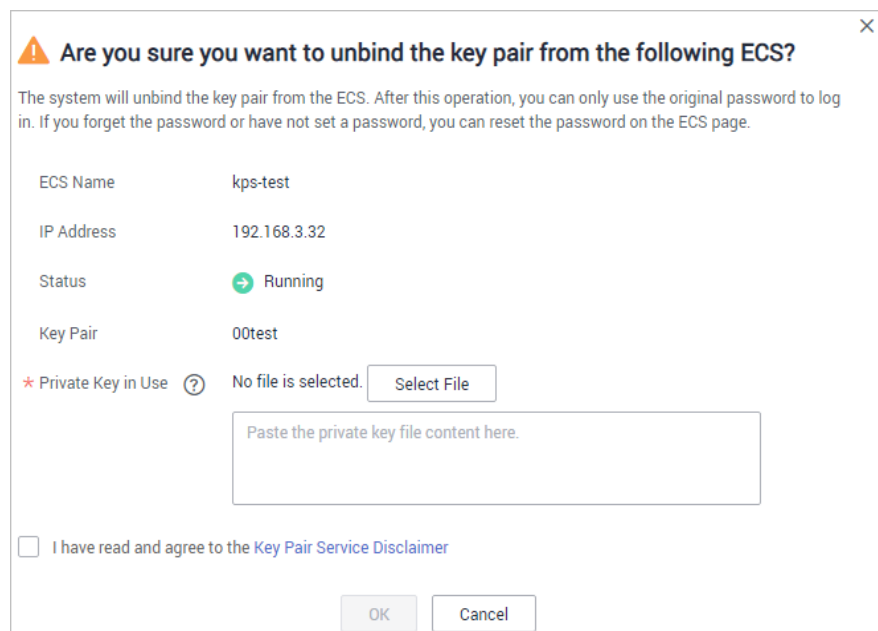 Are you sure you want to unbind the key pair from the following ECS?
The system will unbind the key pair from the ECS. After this operation, you can only use the original password to log
in. If you forget the password or have not set a password, you can reset the password on the ECS page.
ECS Name kps-test
IP Address 192.168.3.32
Status Running
Key Pair 00test
* Private Key in Use ? No file is selected. Select File
Paste the private key file content here.
I have read and agree to the Key Pair Service Disclaimer
OK Cancel